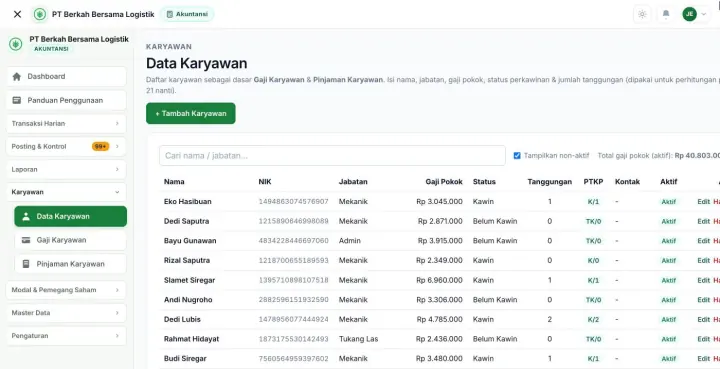 PT Berkah Bersama Logistik Akuntansi JE
PT Berkah Bersama Logistik
AKUNTANSI
Dashboard
Panduan Penggunaan
Transaksi Harian
Posting & Kontrol 99+
Laporan
Karyawan
Data Karyawan
Gaji Karyawan
Pinjaman Karyawan
Modal & Pemegang Saham
Master Data
Pengaturan
KARYAWAN
Data Karyawan
Daftar karyawan sebagai dasar Gaji Karyawan & Pinjaman Karyawan. Isi nama, jabatan, gaji pokok, status perkawinan & jumlah tanggungan (dipakai untuk perhitungan
21 nanti).
+ Tambah Karyawan
Cari nama / jabatan... Tampilkan non-aktif Total gaji pokok (aktif): Rp 40.803.00
Nama NIK Jabatan Gaji Pokok Status Tanggungan PTKP Kontak Aktif
Eko Hasibuan 1494863074576907 Mekanik Rp 3.045.000 Kawin 1 K/1 - Aktif Edit
Dedi Saputra 1215890646998089 Mekanik Rp 2.871.000 Belum Kawin 0 TK/0 - Aktif Edit
Bayu Gunawan 4834228446697060 Admin Rp 3.915.000 Belum Kawin 0 TK/0 - Aktif Edit
Rizal Saputra 1218700655189593 Mekanik Rp 2.349.000 Kawin 0 K/0 - Aktif Edit
Slamet Siregar 1395710898107518 Mekanik Rp 6.960.000 Kawin 1 K/1 - Aktif Edit
Andi Nugroho 2882596151932590 Mekanik Rp 3.306.000 Belum Kawin 0 TK/0 - Aktif Edit
Dedi Lubis 1478956077444924 Mekanik Rp 4.785.000 Kawin 2 K/2 - Aktif Edit
Rahmat Hidayat 1873175530142493 Tukang Las Rp 2.436.000 Belum Kawin 0 TK/0 - Aktif Edit
Budi Siregar 7560564959397602 Mekanik Rp 3.480.000 Kawin 1 K/1 - Aktif Edit